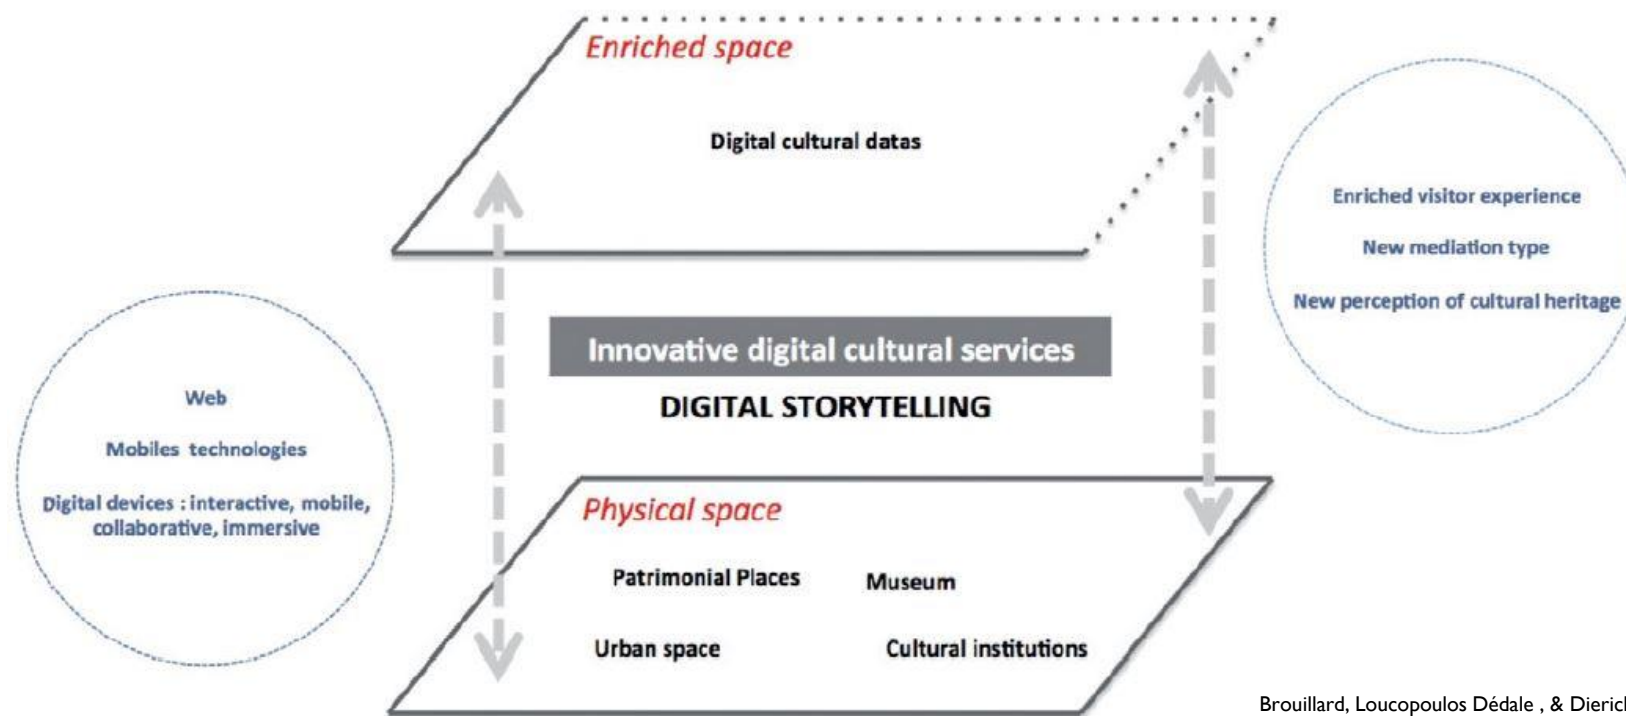 Enriched space
Digital cultural datas
Enriched visitor experience
New mediation type
New perception of cultural heritage
Innovative digital cultural services
DIGITAL STORYTELLING
Web
Mobiles technologies
Digital devices : interactive, mobile,
collaborative, immersive
Physical space
Patrimonial Places
Museum
Urban space
Cultural institutions
Brouillard, Loucopoulos Dédale , &